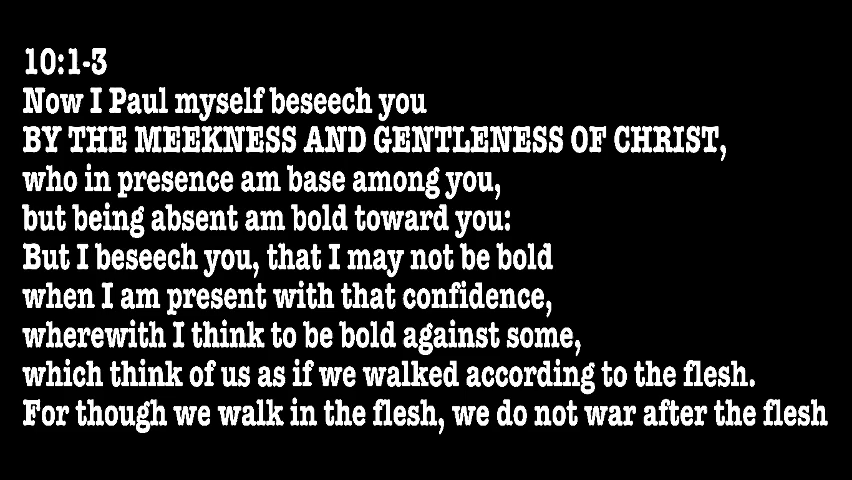 10:1-3
Now I Paul myself beseech you
BY THE MEEKNESS AND GENTLENESS OF CHRIST,
who in presence am base among you,
but being absent am bold toward you:
But I beseech you, that I may not be bold
when I am present with that confidence,
wherewith I think to be bold against some,
which think of us as if we walked according to the flesh.
For though we walk in the flesh, we do not war after the flesh